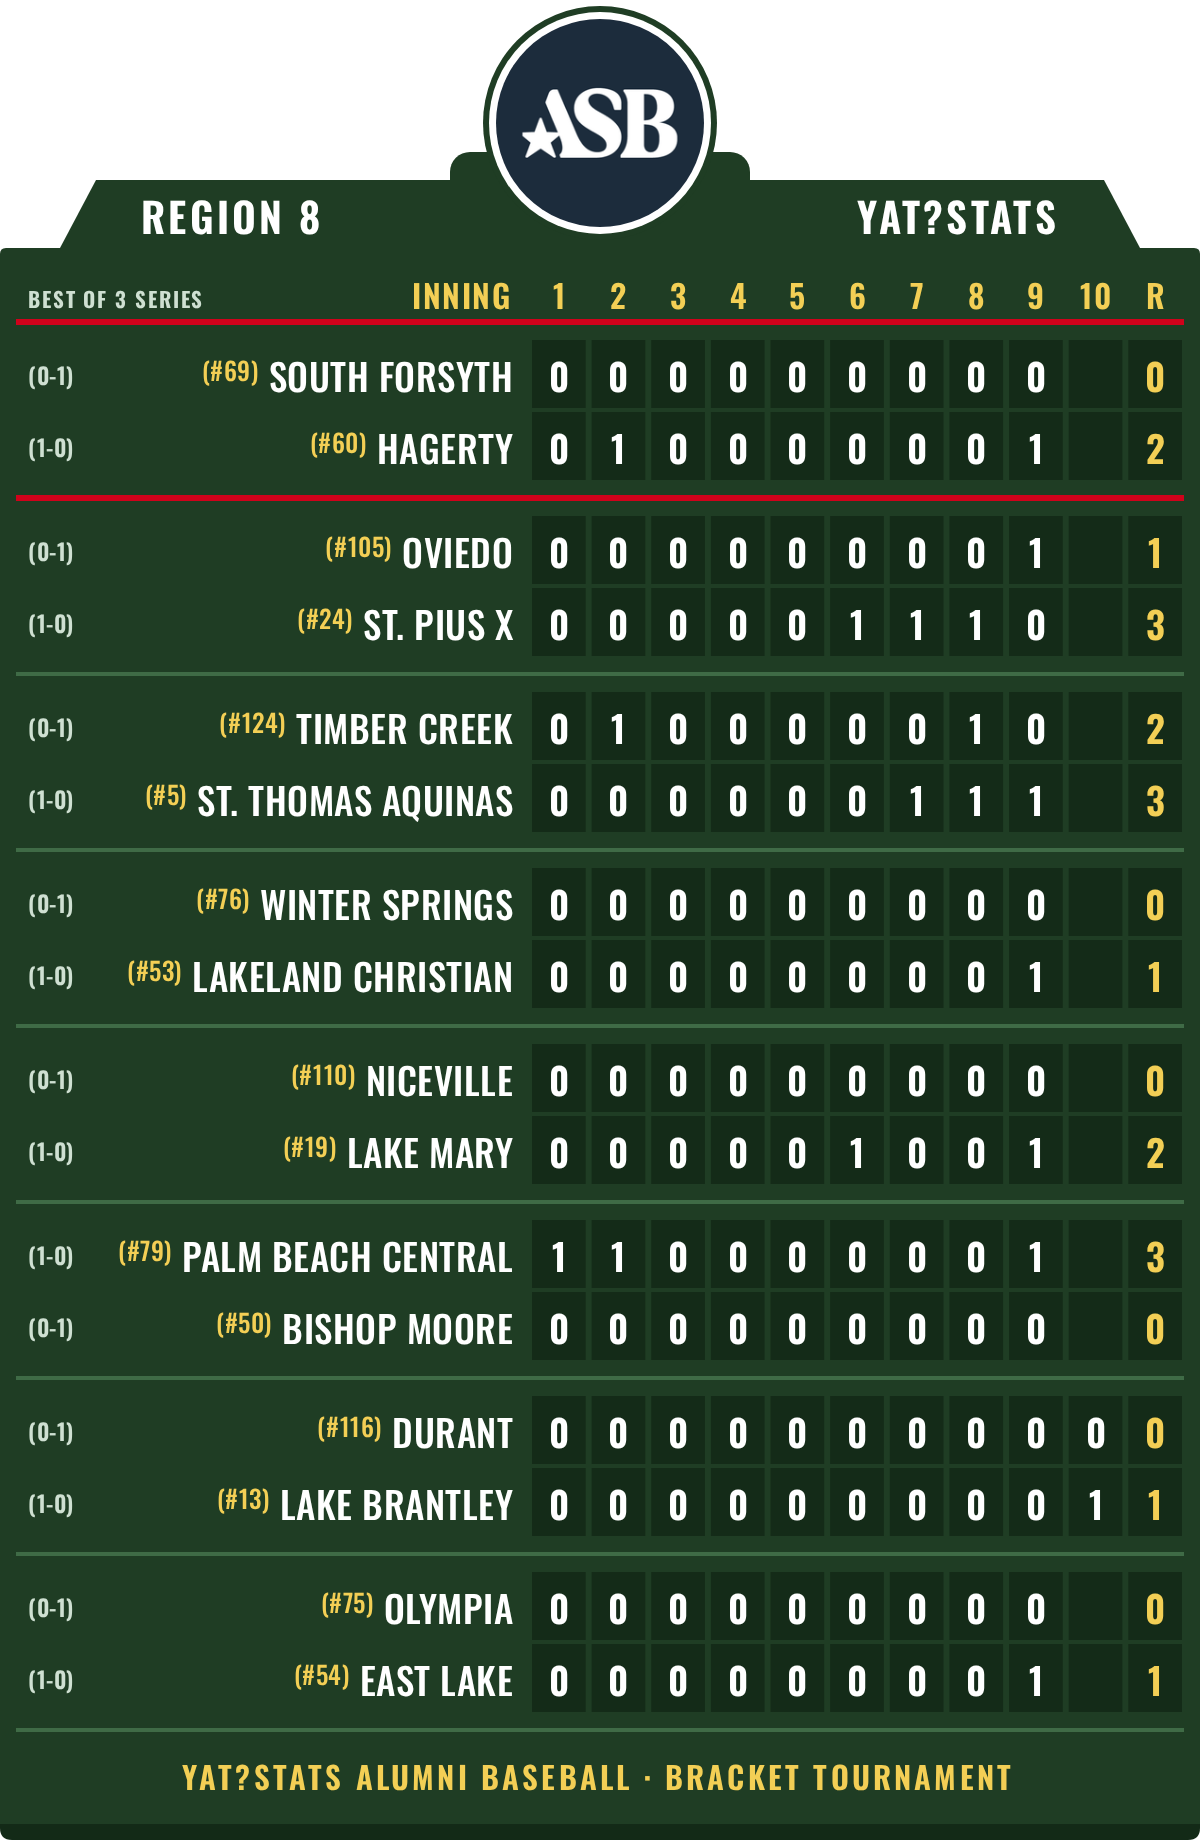 ASB
REGION 8 YAT?STATS
BEST OF 3 SERIES INNING 1 2 3 4 5 6 7 8 9 10 R
(0-1) (#69) SOUTH FORSYTH 0 0 0 0 0 0 0 0 0 0
(1-0) (#60) HAGERTY 0 1 0 0 0 0 0 0 1 2
(0-1) (#105) OVIEDO 0 0 0 0 0 0 0 0 1 1
(1-0) (#24) ST. PIUS X 0 0 0 0 0 1 1 1 0 3
(0-1) (#124) TIMBER CREEK 0 1 0 0 0 0 0 1 0 2
(1-0) (#5) ST. THOMAS AQUINAS 0 0 0 0 0 0 1 1 1 3
(0-1) (#76) WINTER SPRINGS 0 0 0 0 0 0 0 0 0 0
(1-0) (#53) LAKELAND CHRISTIAN 0 0 0 0 0 0 0 0 1 1
(0-1) (#110) NICEVILLE 0 0 0 0 0 0 0 0 0 0
(1-0) (#19) LAKE MARY 0 0 0 0 0 1 0 0 1 2
(1-0) (#79) PALM BEACH CENTRAL 1 1 0 0 0 0 0 0 1 3
(0-1) (#50) BISHOP MOORE 0 0 0 0 0 0 0 0 0 0
(0-1) (#116) DURANT 0 0 0 0 0 0 0 0 0 0 0
(1-0) (#13) LAKE BRANTLEY 0 0 0 0 0 0 0 0 0 1 1
(0-1) (#75) OLYMPIA 0 0 0 0 0 0 0 0 0 0
(1-0) (#54) EAST LAKE 0 0 0 0 0 0 0 0 1 1
YAT?STATS ALUMNI BASEBALL · BRACKET TOURNAMENT